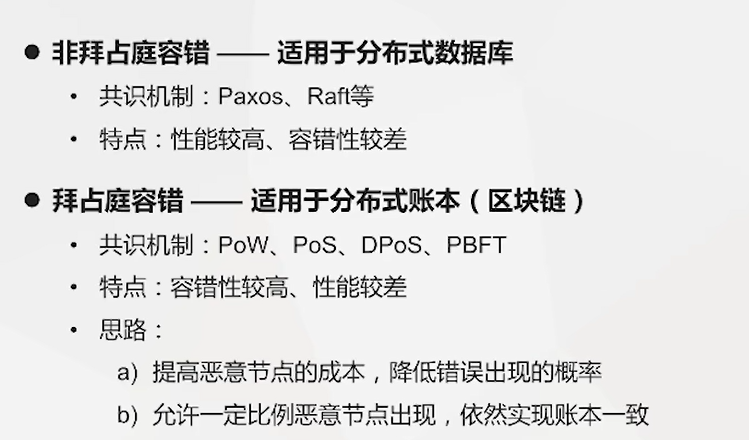 ● 非拜占庭容错 —— 适用于分布式数据库
• 共识机制：Paxos、Raft等
• 特点：性能较高、容错性较差
● 拜占庭容错 —— 适用于分布式账本（区块链）
• 共识机制：PoW、PoS、DPoS、PBFT
• 特点：容错性较高、性能较差
• 思路：
a) 提高恶意节点的成本，降低错误出现的概率
b) 允许一定比例恶意节点出现，依然实现账本一致